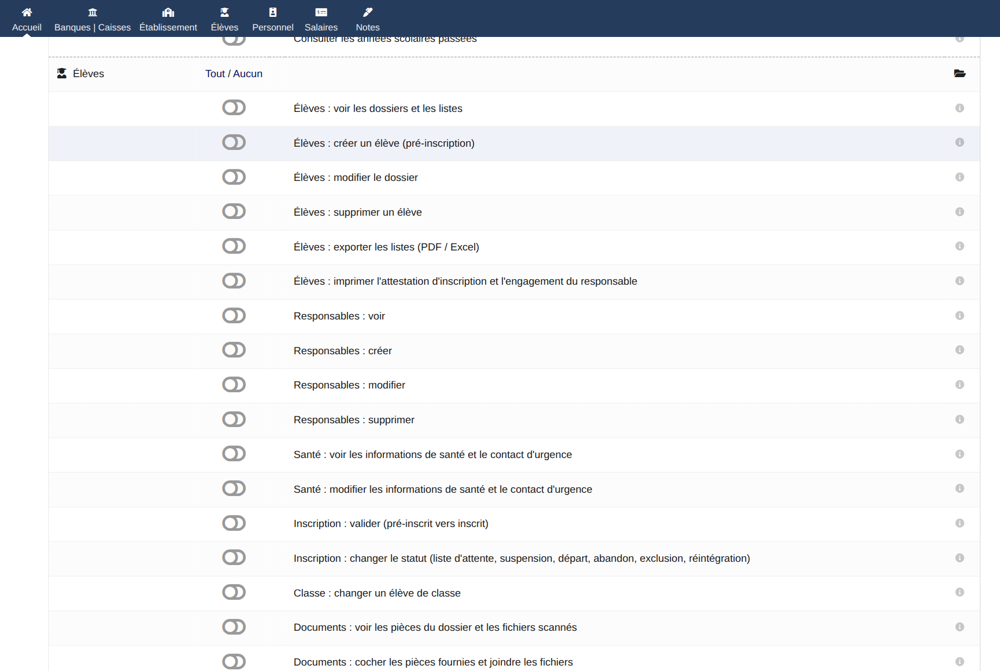 Accueil
Banques | Caisses
Établissement
Élèves
Personnel
Salaires
Notes
Consulter les années scolaires passées
Élèves
Tout / Aucun
Élèves : voir les dossiers et les listes
Élèves : créer un élève (pré-inscription)
Élèves : modifier le dossier
Élèves : supprimer un élève
Élèves : exporter les listes (PDF / Excel)
Élèves : imprimer l'attestation d'inscription et l'engagement du responsable
Responsables : voir
Responsables : créer
Responsables : modifier
Responsables : supprimer
Santé : voir les informations de santé et le contact d'urgence
Santé : modifier les informations de santé et le contact d'urgence
Inscription : valider (pré-inscrit vers inscrit)
Inscription : changer le statut (liste d'attente, suspension, départ, abandon, exclusion, réintégration)
Classe : changer un élève de classe
Documents : voir les pièces du dossier et les fichiers scannés
Documents : cocher les pièces fournies et joindre les fichiers